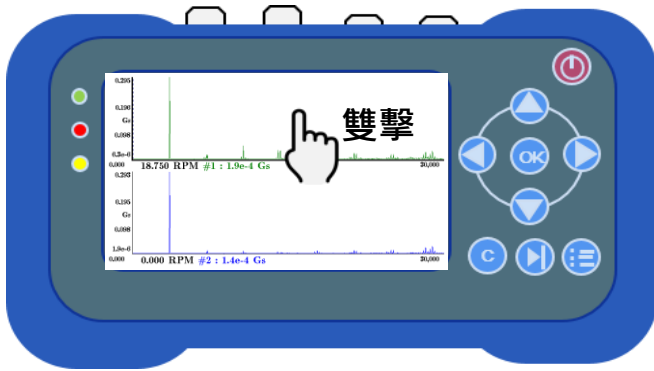 0.295
0.196
Gs
0.098
雙擊
0.000
20,000
18.750 RPM #1 : 1.9e-4 Gs
0.293
0.195
Gs
0.098
0.000
20,000
0.000 RPM #2 : 1.4e-4 Gs
OK
C